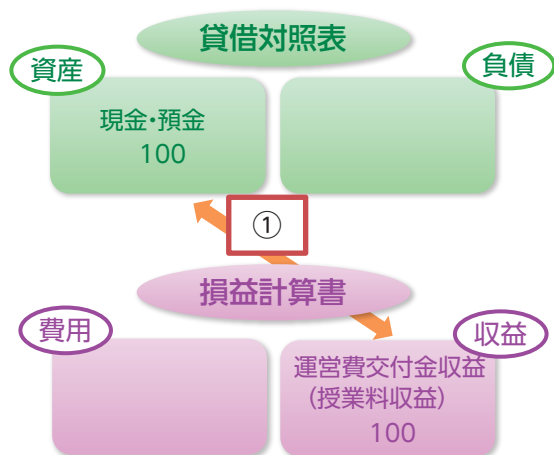 貸借対照表
資産
負債
現金・預金
100
①
損益計算書
費用
収益
運営費交付金収益
（授業料収益）
100